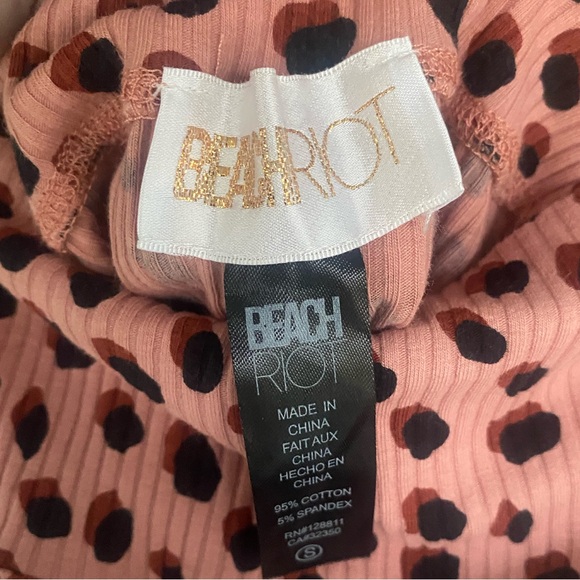 BEACHRIOT
BEACH
RIOT
MADE IN
CHINA
FAIT AUX
CHINA
HECHO EN
CHINA
95% COTTON
5% SPANDEX
RN#128811
CA#32350
S